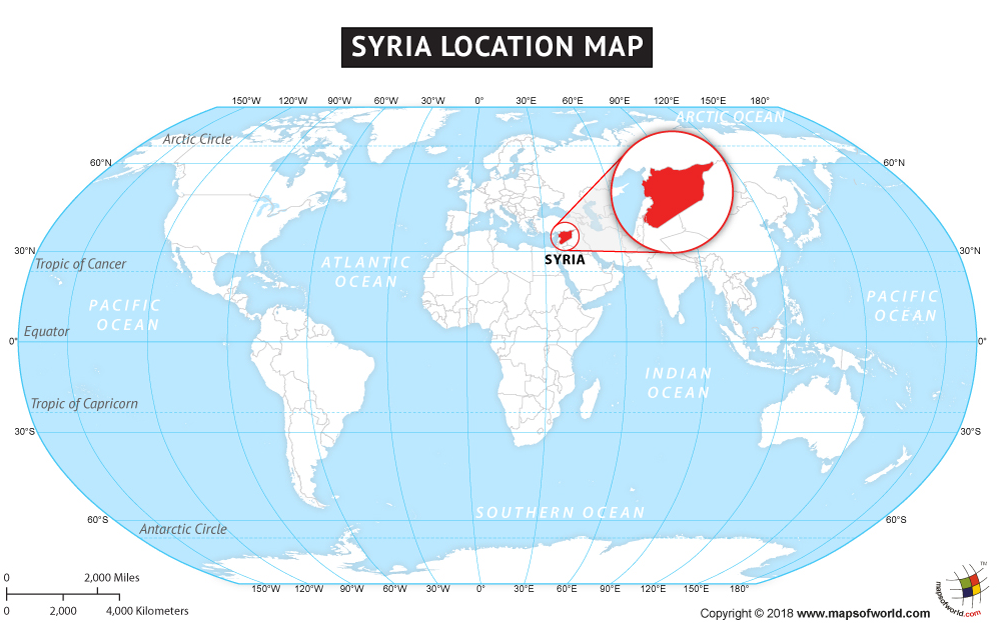 SYRIA LOCATION MAP
150°W 120°W 90°W 60°W 30°W 0° 30°E 60°E 90°E 120°E 150°E 180°
ARCTIC OCEAN
Arctic Circle
60°N 60°N
30°N 30°N
SYRIA
Tropic of Cancer
ATLANTIC
OCEAN
PACIFIC
OCEAN
PACIFIC
OCEAN
Equator
0° 0°
INDIAN
OCEAN
Tropic of Capricorn
30°S 30°S
SOUTHERN OCEAN
60°S 60°S
Antarctic Circle
150°W 120°W 90°W 60°W 30°W 0° 30°E 60°E 90°E 120°E 150°E 180°
0 2,000 Miles
0 2,000 4,000 Kilometers
Copyright © 2018 www.mapsofworld.com
mapsofworld.com
TM